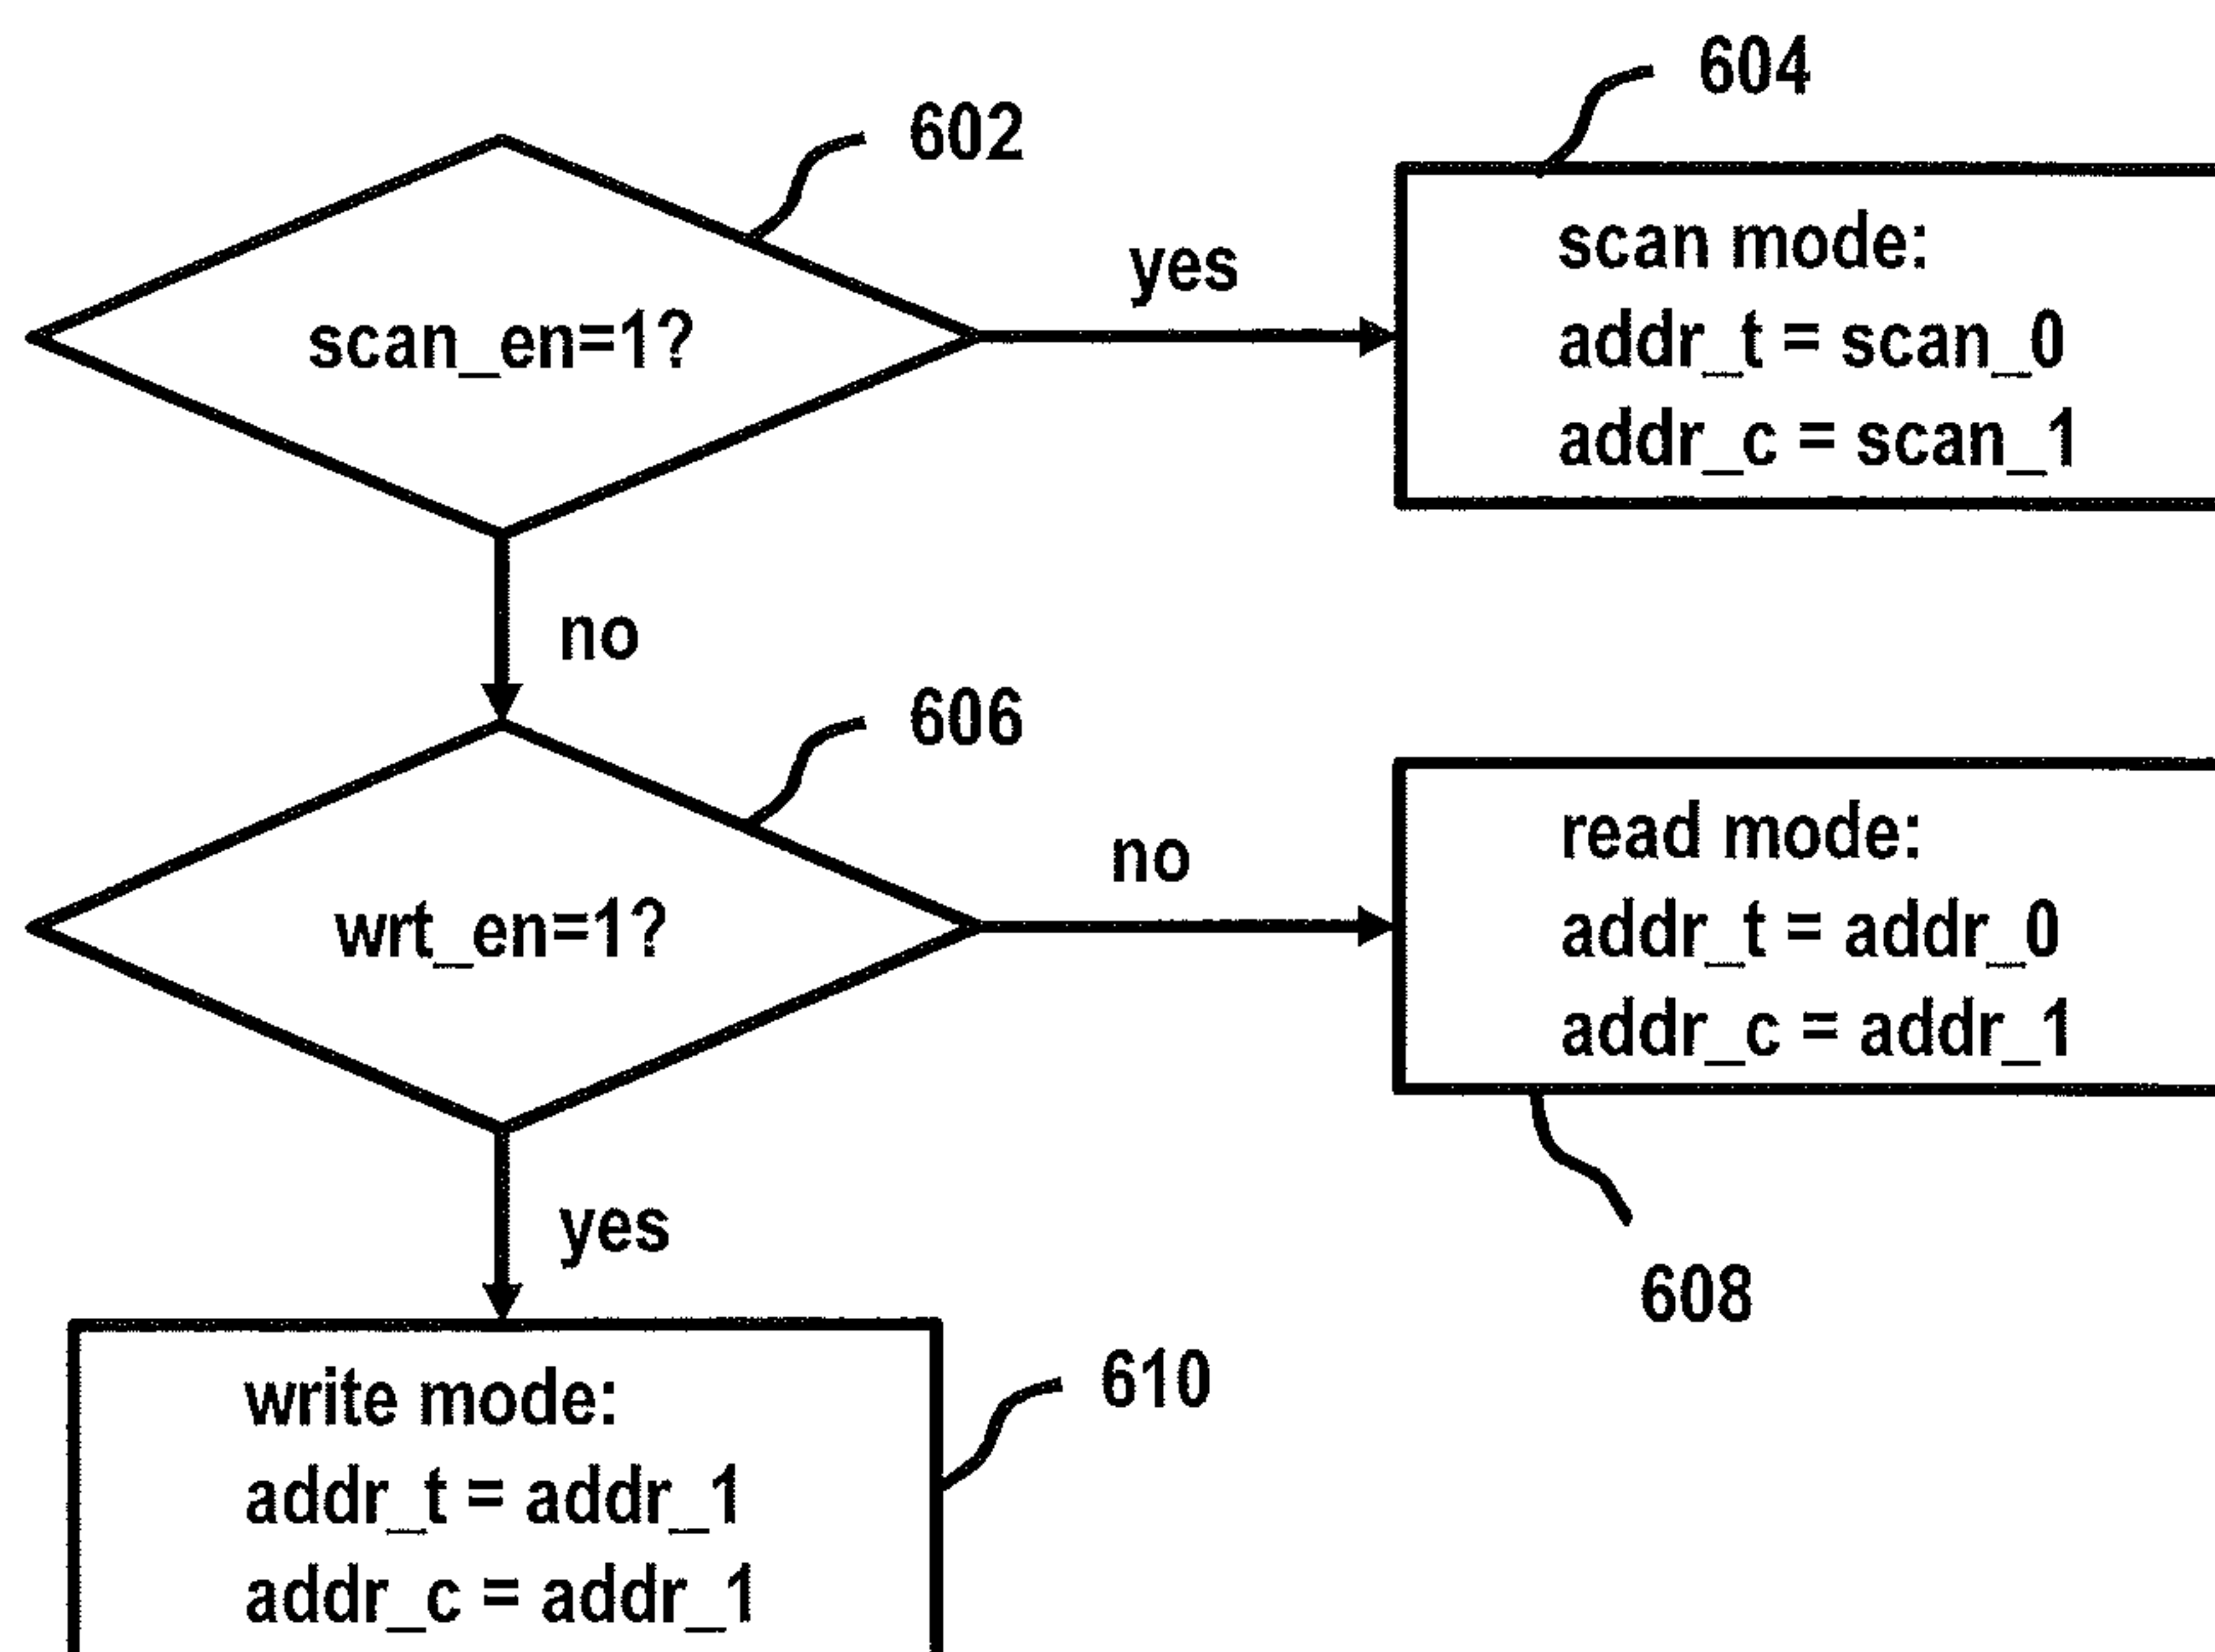 604
602
scan mode:
addr_t = scan_0
addr_c = scan_1
yes
scan_en=1?
no
606
read mode:
addr_t = addr_0
addr_c = addr_1
no
wrt_en=1?
yes
608
610
write mode:
addr_t = addr_1
addr_c = addr_1